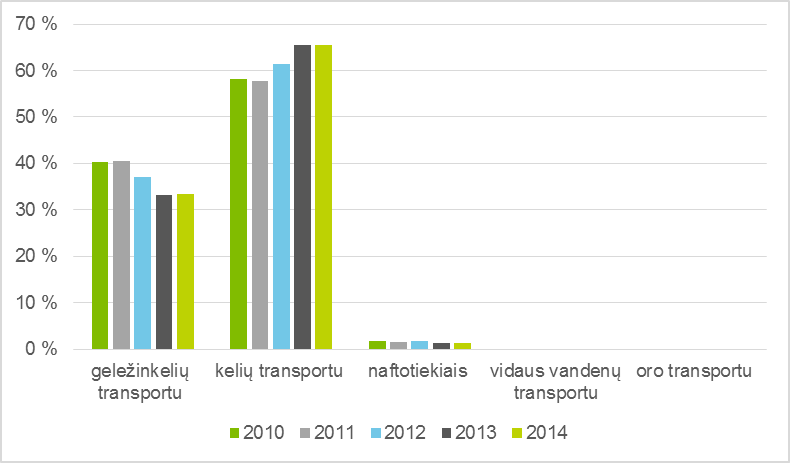 70 %
60 %
50 %
40 %
30 %
20 %
10 %
0 %
geležinkelių
transportu
kelių transportu
naftotiekiais
vidaus vandenų
transportu
oro transportu
2010 2011 2012 2013 2014